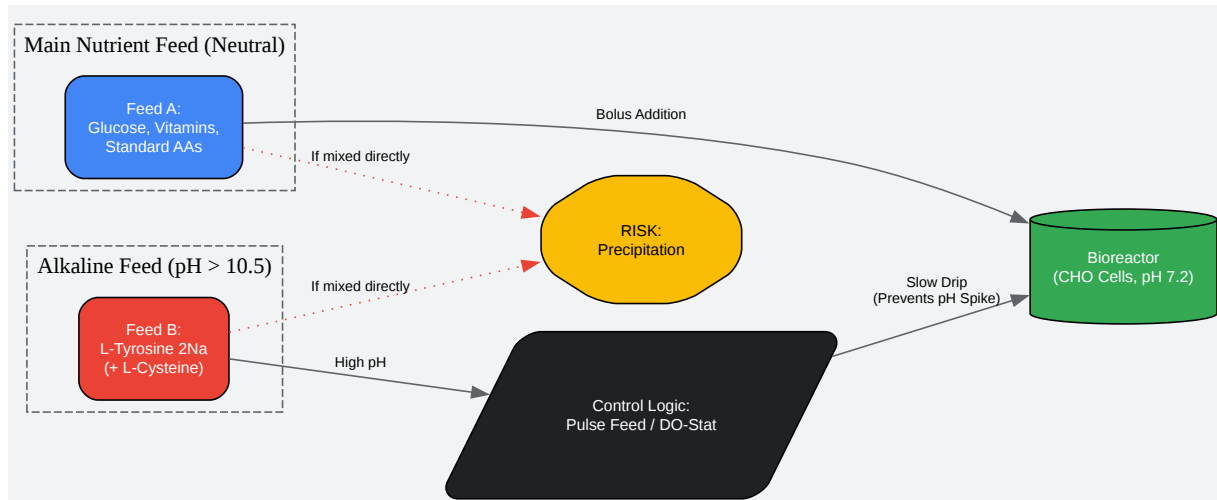 Main Nutrient Feed (Neutral)
Feed A:
Glucose, Vitamins,
Standard AAs
Bolus Addition
If mixed directly
RISK:
Precipitation
Alkaline Feed (pH > 10.5)
If mixed directly
Feed B:
L-Tyrosine 2Na
(+ L-Cysteine)
High pH
Control Logic:
Pulse Feed / DO-Stat
Slow Drip
(Prevents pH Spike)
Bioreactor
(CHO Cells, pH 7.2)